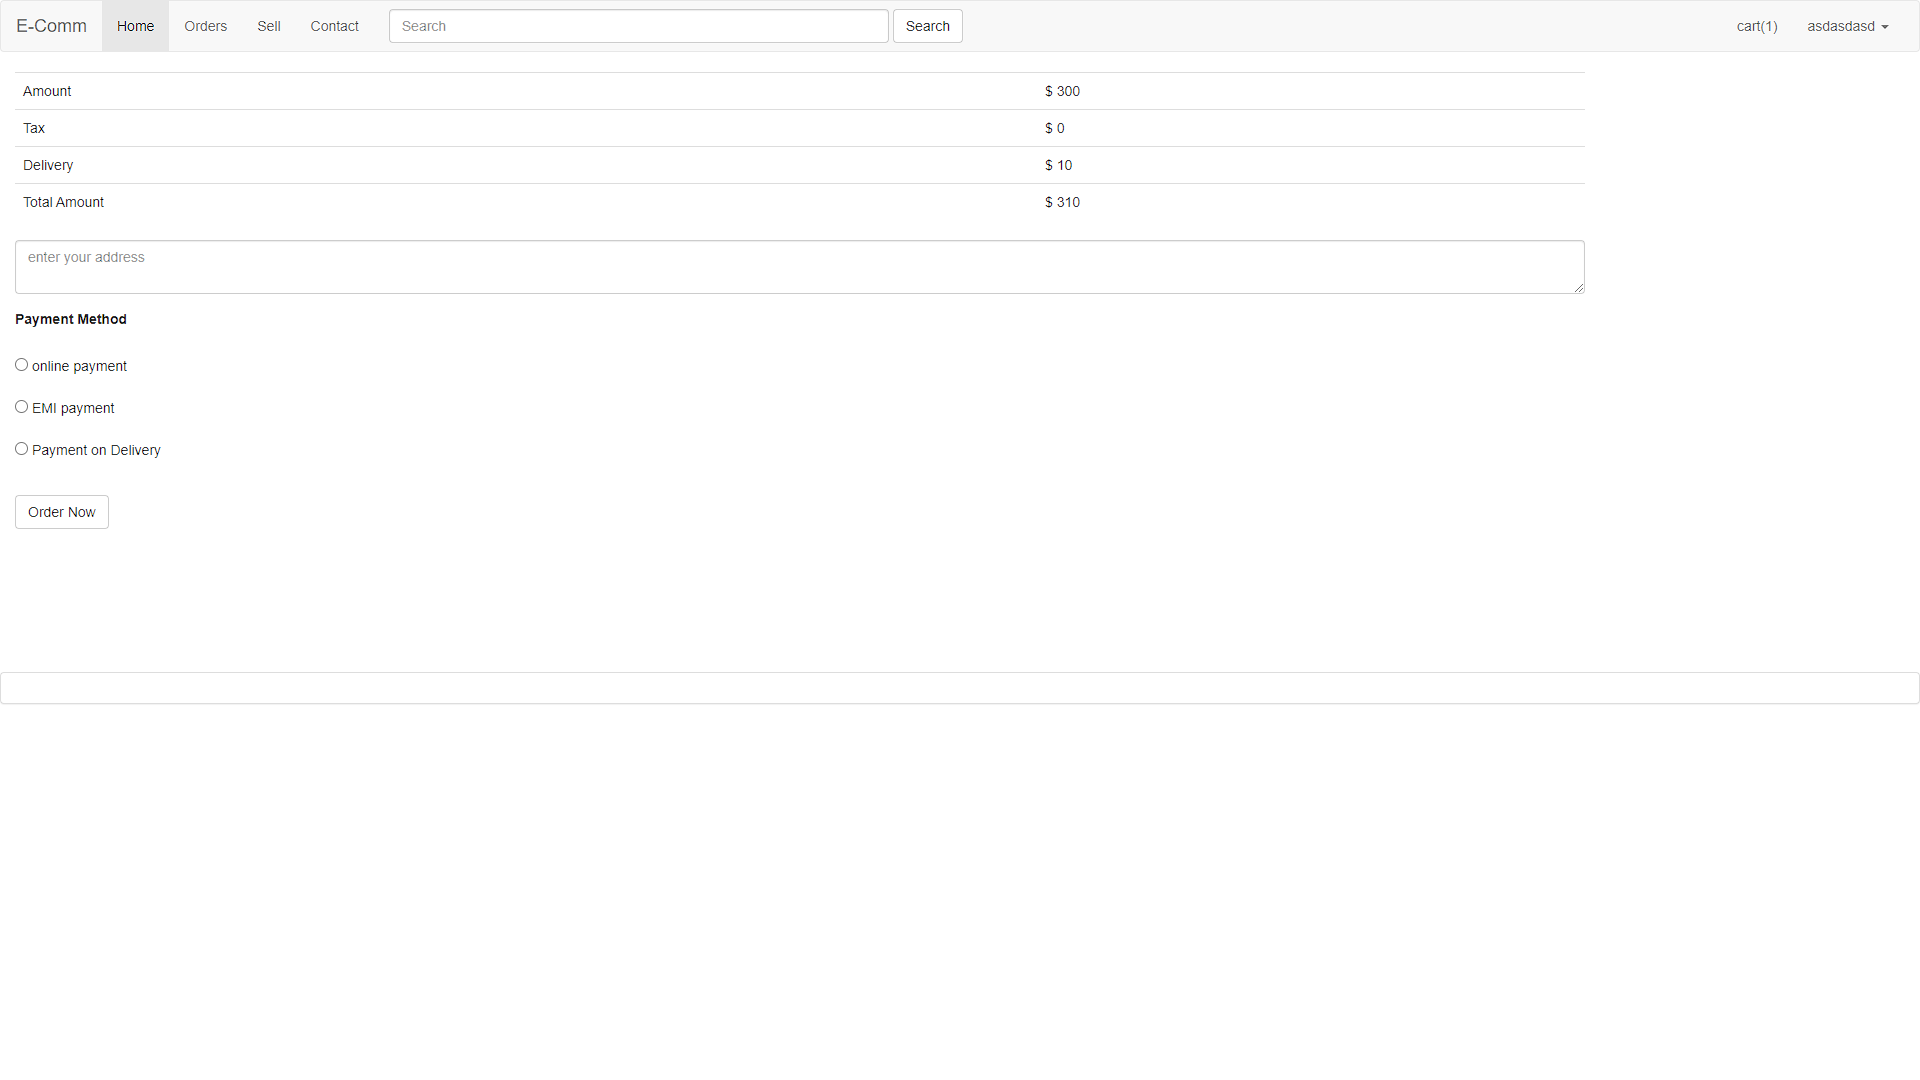 E-Comm Home Orders Sell Contact Search Search cart(1) asdasdasd
Amount $ 300
Tax $ 0
Delivery $ 10
Total Amount $ 310
enter your address
Payment Method
online payment
EMI payment
Payment on Delivery
Order Now